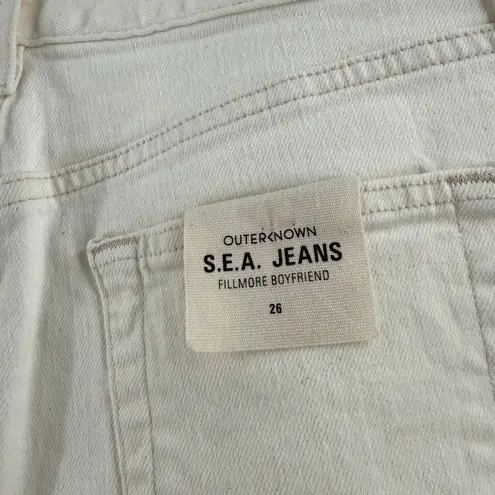 OUTERKNOWN
S.E.A. JEANS
FILLMORE BOYFRIEND
26